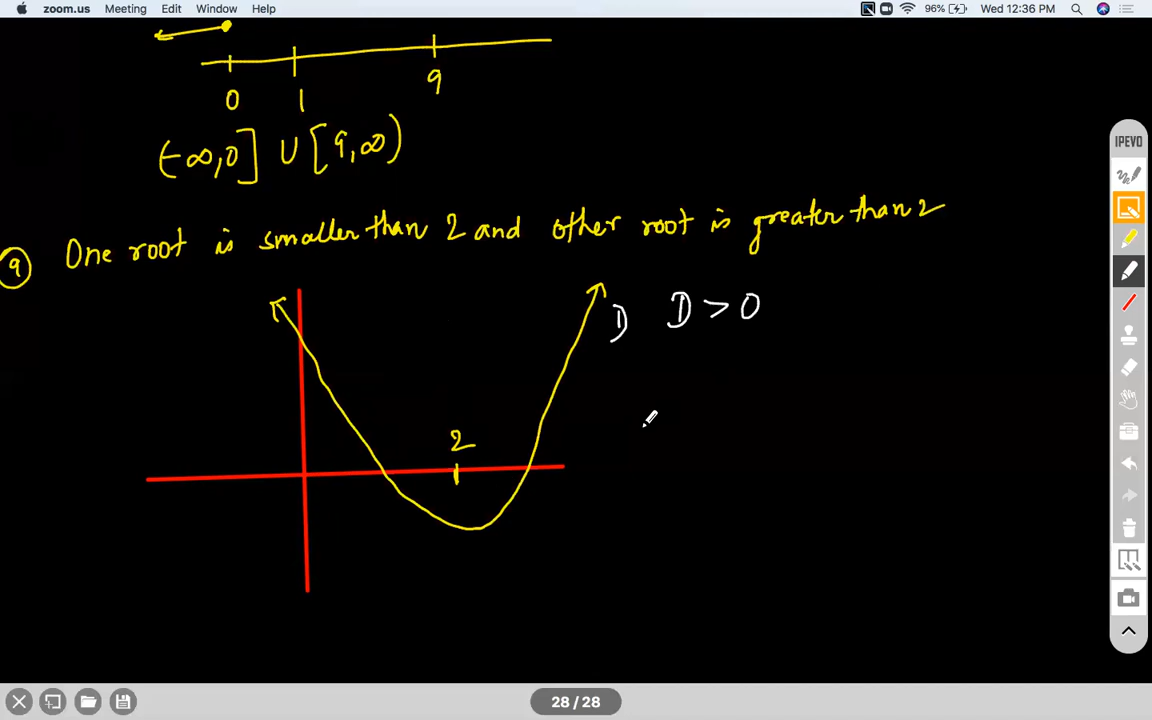 zoom.us Meeting Edit Window Help 96% Wed 12:36 PM
0 1 9
(-∞,0] ∪ [9,∞)
IPEVO
9 One root is smaller than 2 and other root is greater than 2
1) D > 0
2
28 / 28